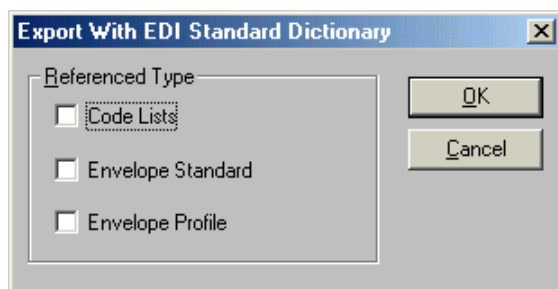 Export With EDI Standard Dictionary
Referenced Type
Code Lists
Envelope Standard
Envelope Profile
OK
Cancel